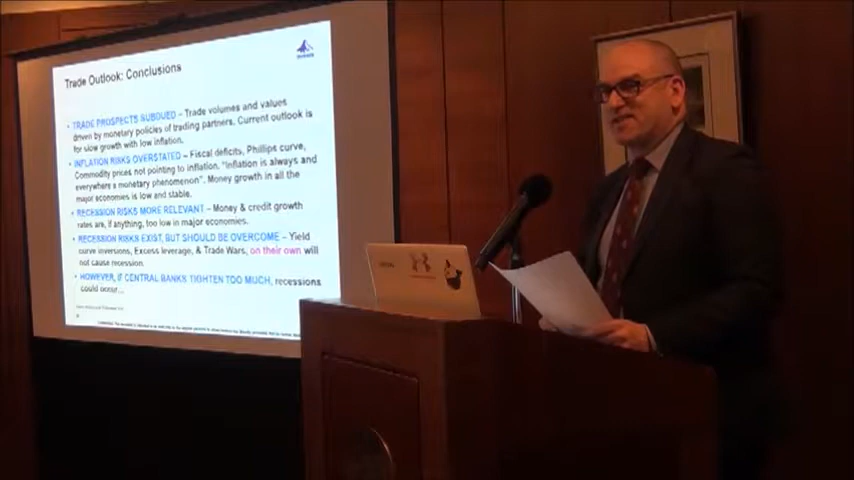 Trade Outlook: Conclusions
• TRADE PROSPECTS SUBDUED – Trade volumes and values
driven by monetary policies of trading partners. Current outlook is
for slow growth with low inflation.
• INFLATION RISKS OVERSTATED – Fiscal deficits, Phillips curve,
Commodity prices not pointing to inflation. "Inflation is always and
everywhere a monetary phenomenon". Money growth in all the
major economies is low and stable.
• RECESSION RISKS MORE RELEVANT – Money & credit growth
rates are, if anything, too low in major economies.
• RECESSION RISKS EXIST, BUT SHOULD BE OVERCOME – Yield
curve inversions, Excess leverage, & Trade Wars, on their own will
not cause recession.
• HOWEVER, IF CENTRAL BANKS TIGHTEN TOO MUCH, recessions
could occur...